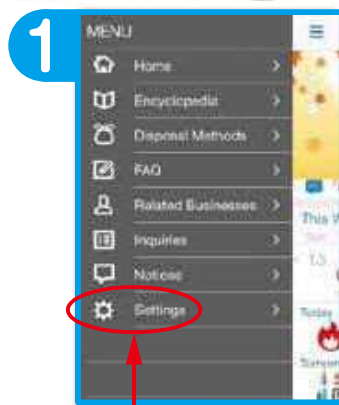 1
MENU
Home
Encyclopedia
Disposal Methods
FAQ
Related Businesses
Inquiries
Notices
Settings
This W
Today